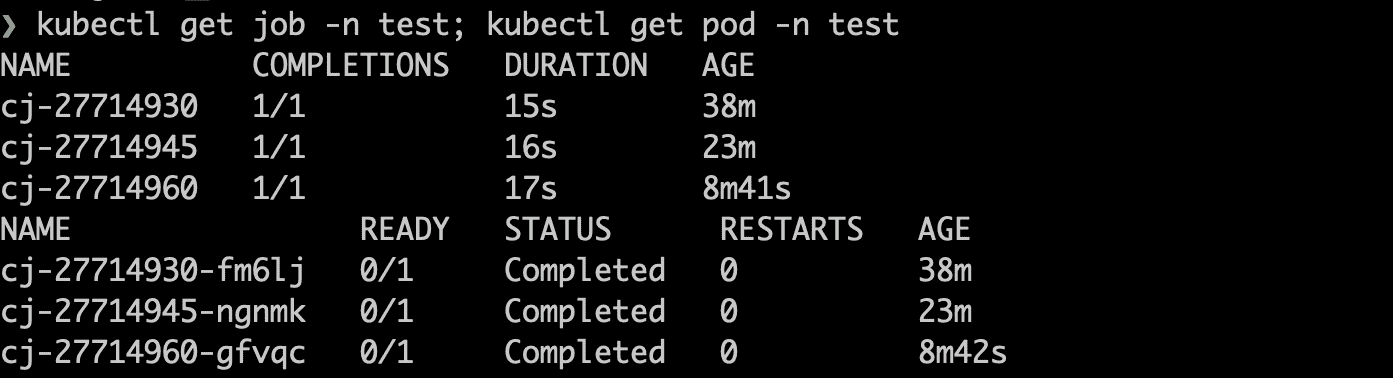 ❯ kubectl get job -n test; kubectl get pod -n test
NAME          COMPLETIONS   DURATION   AGE
cj-27714930   1/1           15s        38m
cj-27714945   1/1           16s        23m
cj-27714960   1/1           17s        8m41s
NAME                READY   STATUS      RESTARTS   AGE
cj-27714930-fm6lj   0/1     Completed   0          38m
cj-27714945-ngnmk   0/1     Completed   0          23m
cj-27714960-gfvqc   0/1     Completed   0          8m42s